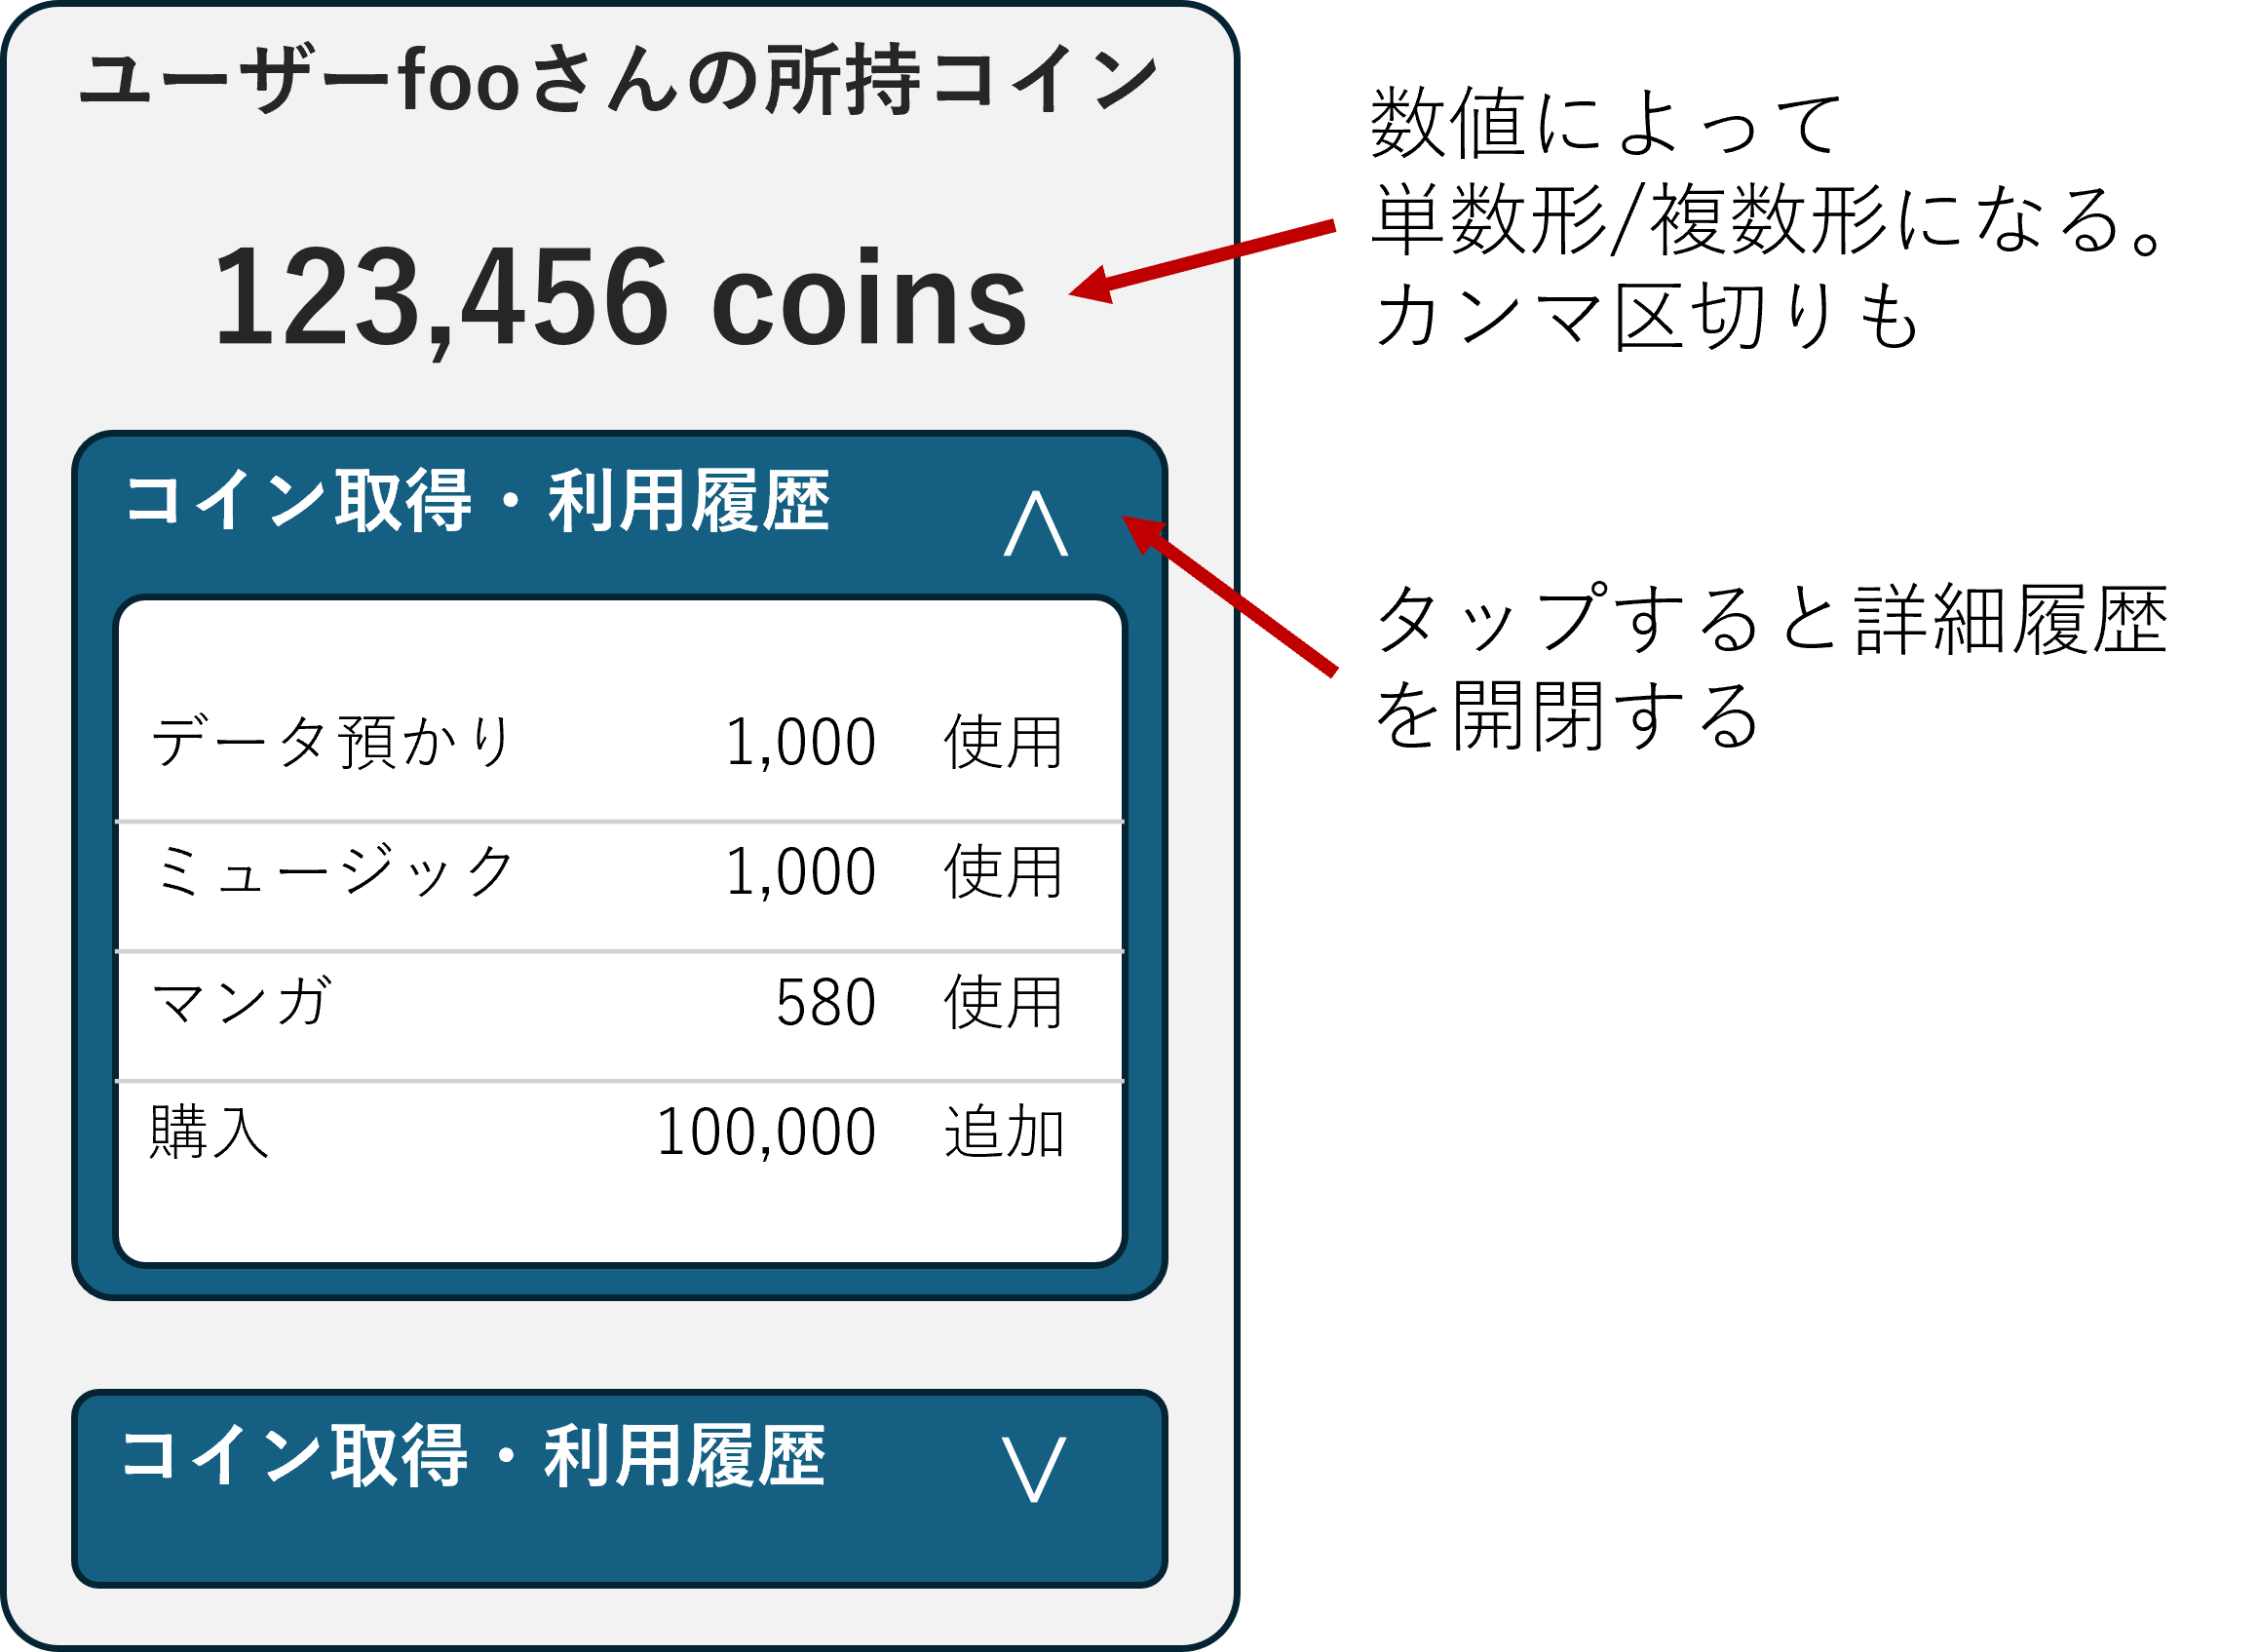 ユーザーfooさんの所持コイン
123,456 coins
数値によって
単数形/複数形になる。
カンマ区切りも
コイン取得・利用履歴
タップすると詳細履歴
を開閉する
データ預かり 1,000 使用
ミュージック 1,000 使用
マンガ 580 使用
購入 100,000 追加
コイン取得・利用履歴